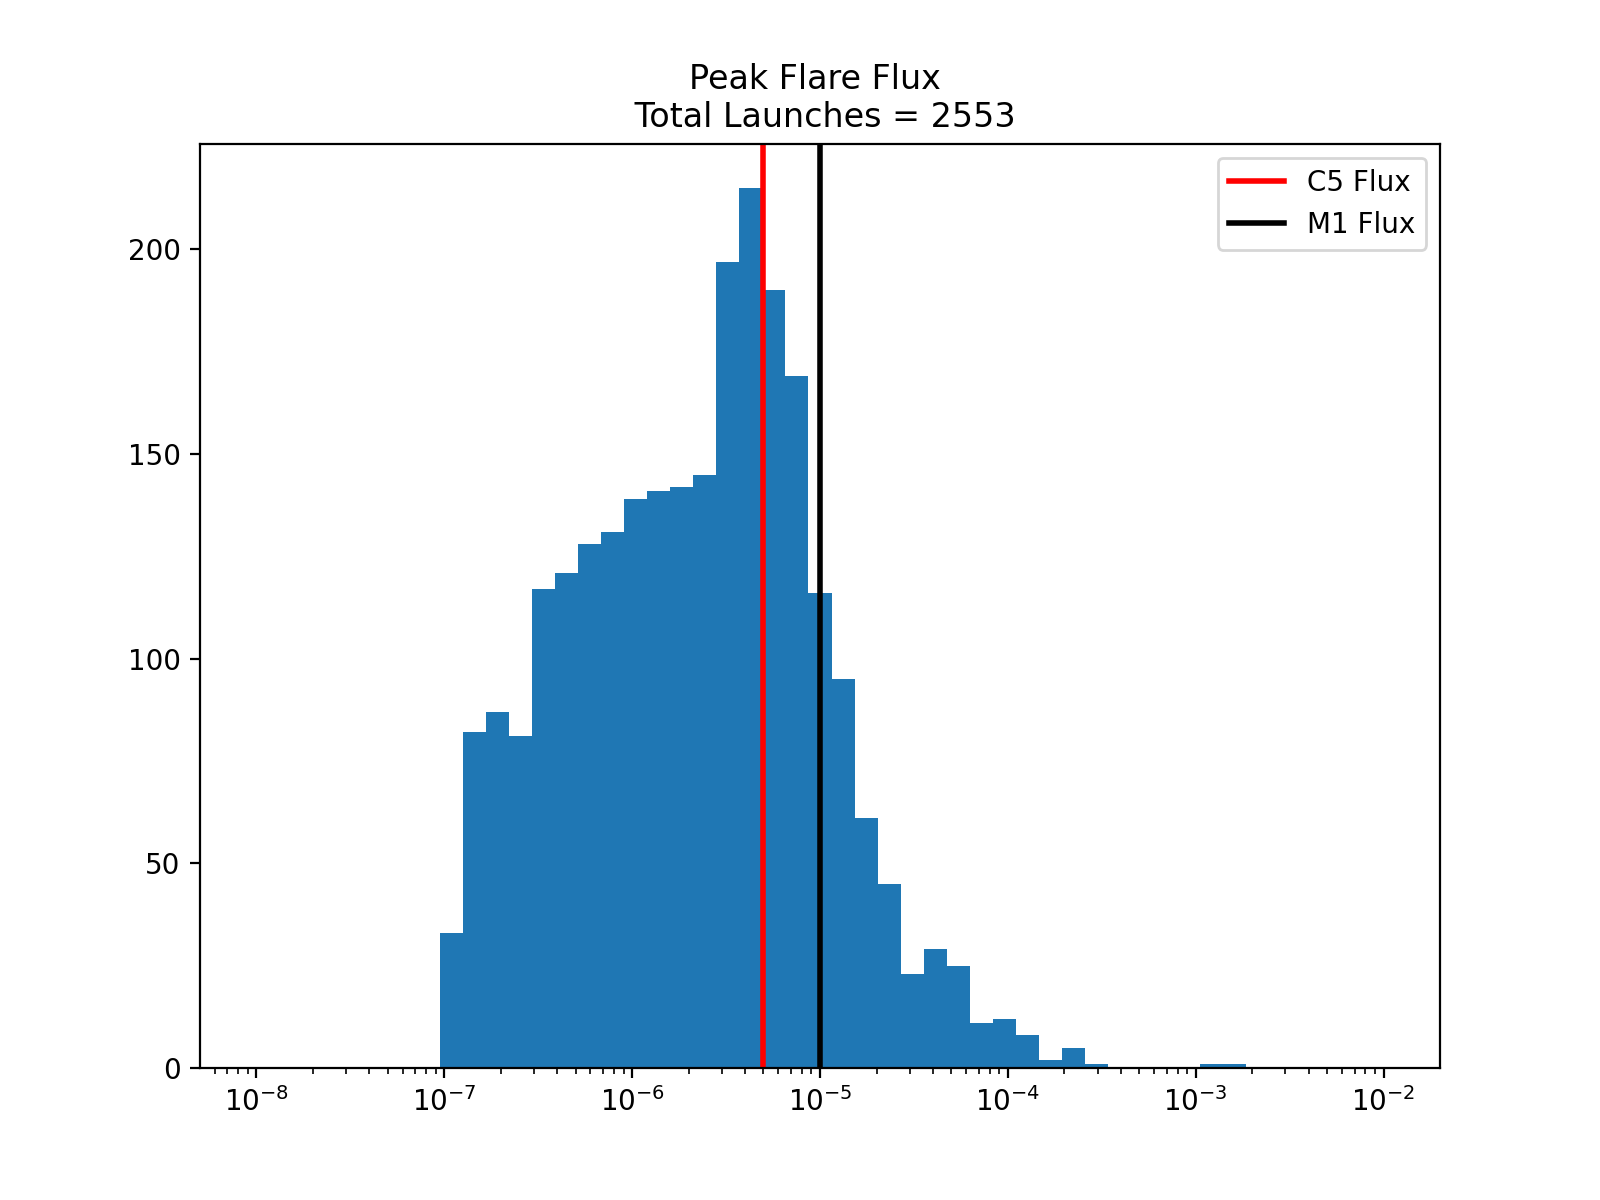 Peak Flare Flux
Total Launches = 2553
C5 Flux
M1 Flux
200
150
100
50
0
10⁻⁸ 10⁻⁷ 10⁻⁶ 10⁻⁵ 10⁻⁴ 10⁻³ 10⁻²